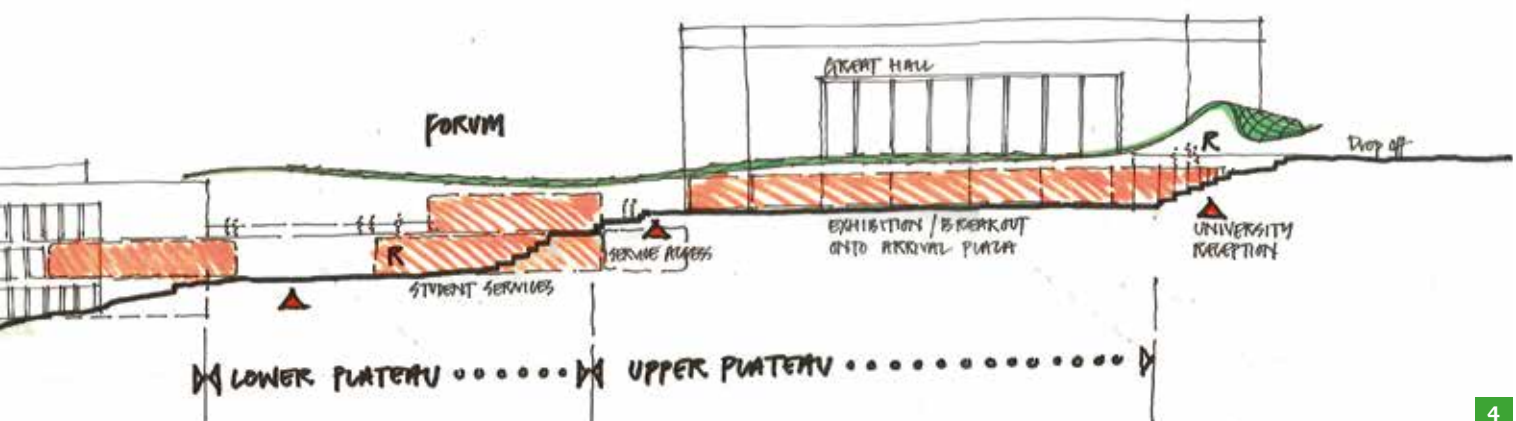 GREAT HALL
FORUM
R
Drop off
EXHIBITION / BREAKOUT
ONTO ARRIVAL PLAZA
UNIVERSITY
RECEPTION
SERVICE ACCESS
R
STUDENT SERVICES
LOWER PLATEAU
UPPER PLATEAU
4